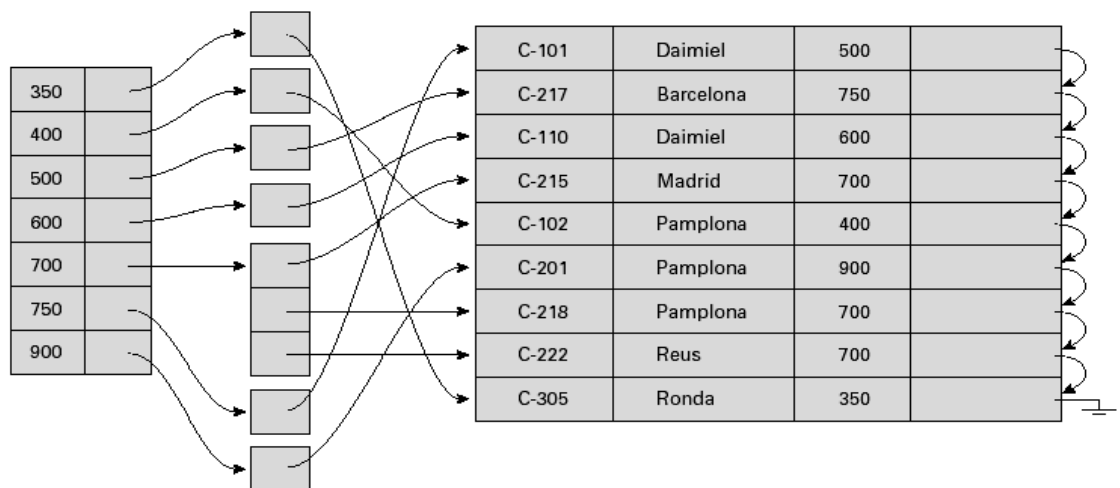 350
400
500
600
700
750
900
C-101 Daimiel 500
C-217 Barcelona 750
C-110 Daimiel 600
C-215 Madrid 700
C-102 Pamplona 400
C-201 Pamplona 900
C-218 Pamplona 700
C-222 Reus 700
C-305 Ronda 350